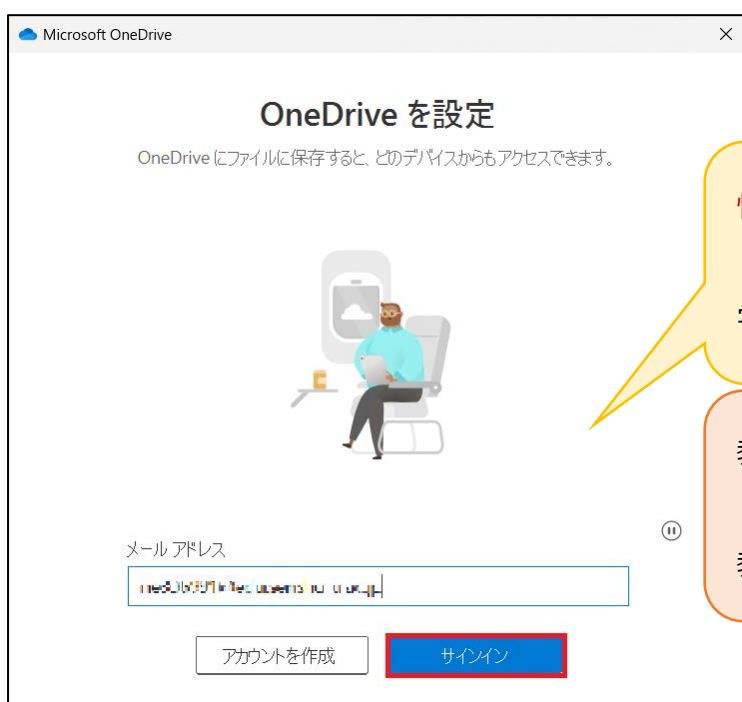 Microsoft OneDrive
OneDrive を設定
OneDrive にファイルに保存すると、どのデバイスからもアクセスできます。
メール アドレス
アカウントを作成
サインイン